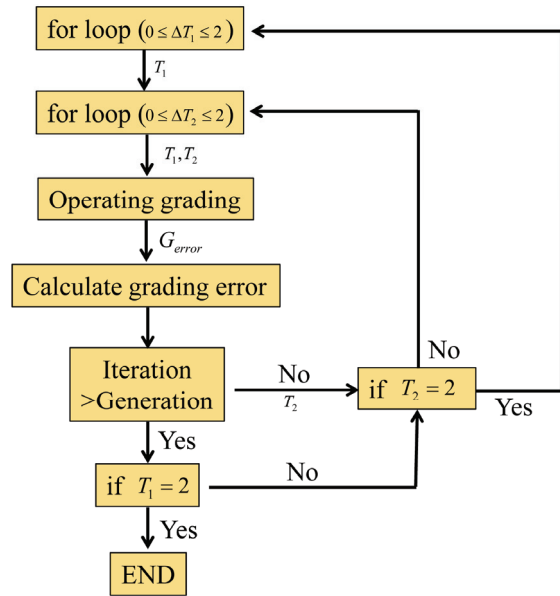 for loop (0 ≤ ΔT₁ ≤ 2)
T₁
for loop (0 ≤ ΔT₂ ≤ 2)
T₁,T₂
Operating grading
G_error
Calculate grading error
Iteration
>Generation
No
T₂
if T₂ = 2
No
Yes
Yes
if T₁ = 2
No
Yes
END